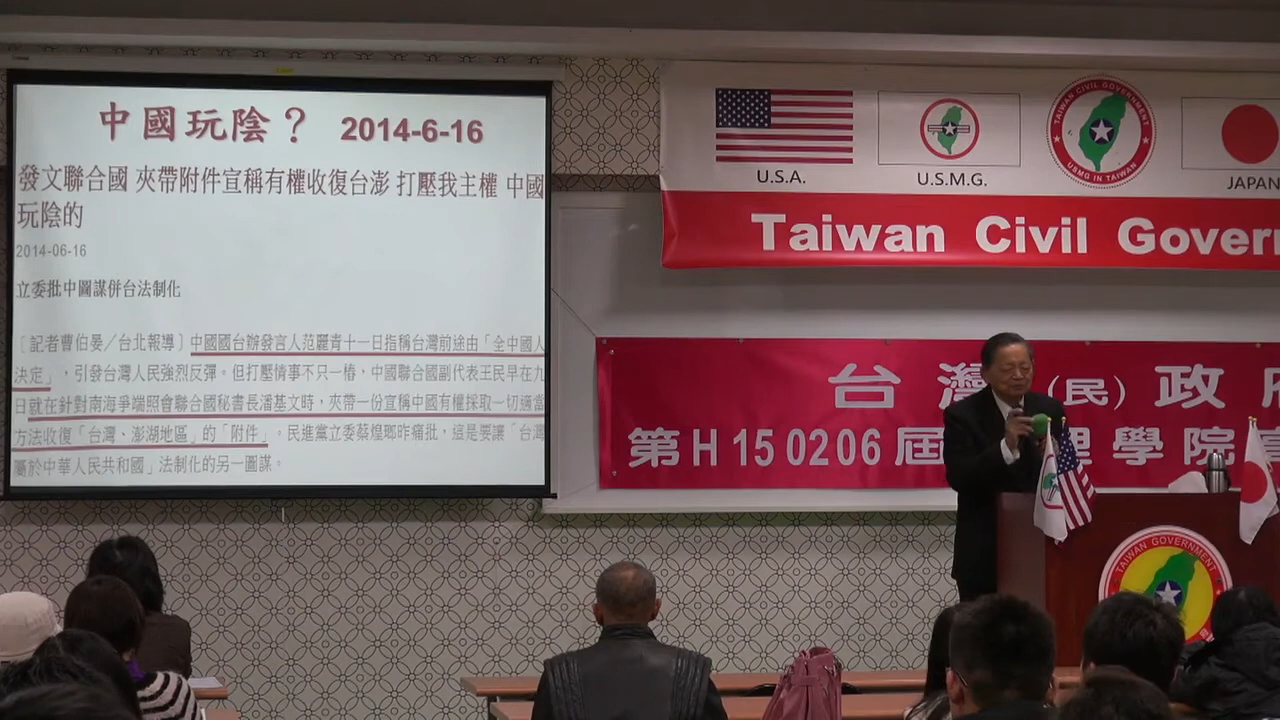 中國玩陰？ 2014-6-16
發文聯合國 夾帶附件宣稱有權收復台澎 打壓我主權 中國
玩陰的
2014-06-16
立委批中圖謀併台法制化
〔記者曹伯晏／台北報導〕中國國台辦發言人范麗青十一日指稱台灣前途由「全中國人
決定」，引發台灣人民強烈反彈。但打壓情事不只一樁，中國聯合國副代表王民早在九
日就在針對南海爭端照會聯合國秘書長潘基文時，夾帶一份宣稱中國有權採取一切適當
方法收復「台灣、澎湖地區」的「附件」。民進黨立委蔡煌瑯昨痛批，這是要讓「台灣
屬於中華人民共和國」法制化的另一圖謀。
U.S.A.
U.S.M.G.
TAIWAN CIVIL GOVERNMENT
USMG IN TAIWAN
JAPAN
Taiwan Civil Govern
台灣(民)政府
第H150206屆 理學院高
TAIWAN GOVERNMENT